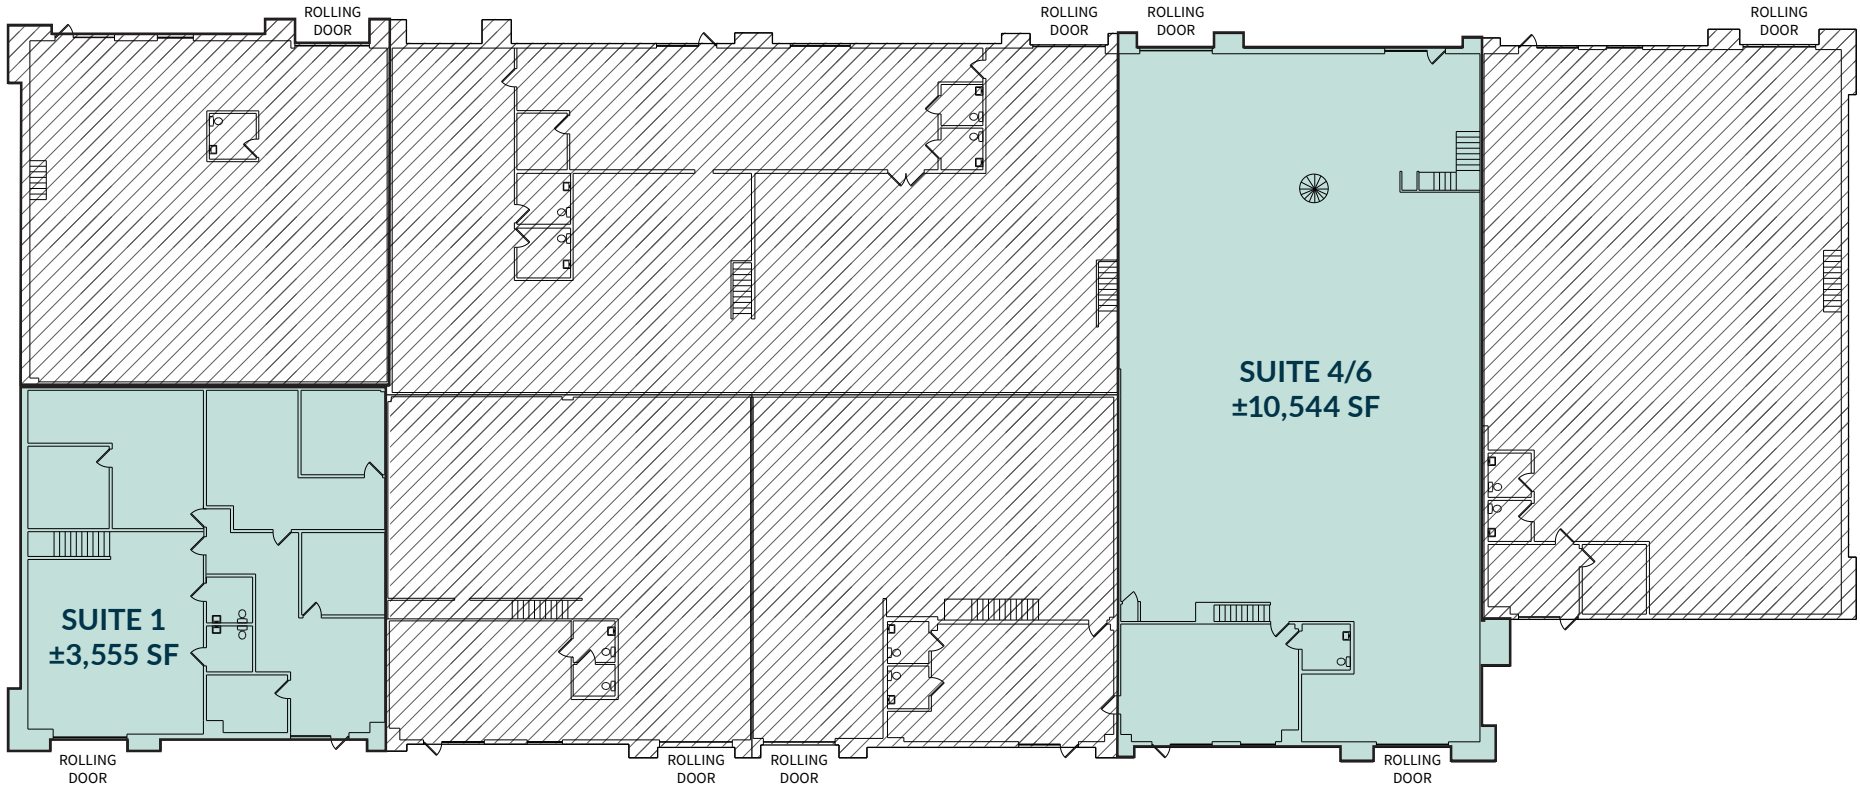 ROLLING
DOOR
ROLLING
DOOR
ROLLING
DOOR
ROLLING
DOOR
SUITE 4/6
±10,544 SF
SUITE 1
±3,555 SF
ROLLING
DOOR
ROLLING
DOOR
ROLLING
DOOR
ROLLING
DOOR